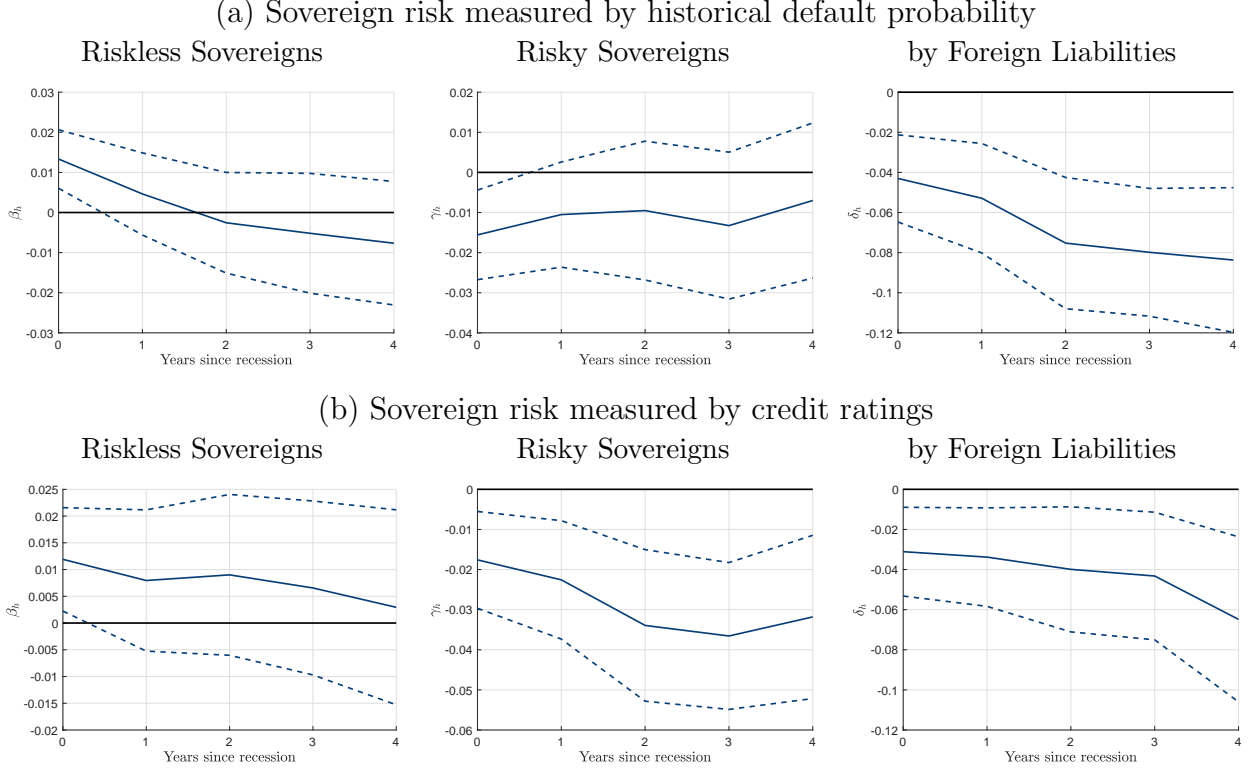 (a) Sovereign risk measured by historical default probability
Riskless Sovereigns
Risky Sovereigns
by Foreign Liabilities
0.03
0.02
0.01
0
-0.01
-0.02
-0.03
βh
0 1 2 3 4
Years since recession
0.02
0.01
0
-0.01
-0.02
-0.03
-0.04
γh
0 1 2 3 4
Years since recession
0
-0.02
-0.04
-0.06
-0.08
-0.1
-0.12
δh
0 1 2 3 4
Years since recession
(b) Sovereign risk measured by credit ratings
Riskless Sovereigns
Risky Sovereigns
by Foreign Liabilities
0.025
0.02
0.015
0.01
0.005
0
-0.005
-0.01
-0.015
-0.02
βh
0 1 2 3 4
Years since recession
0
-0.01
-0.02
-0.03
-0.04
-0.05
-0.06
γh
0 1 2 3 4
Years since recession
0
-0.02
-0.04
-0.06
-0.08
-0.1
-0.12
δh
0 1 2 3 4
Years since recession